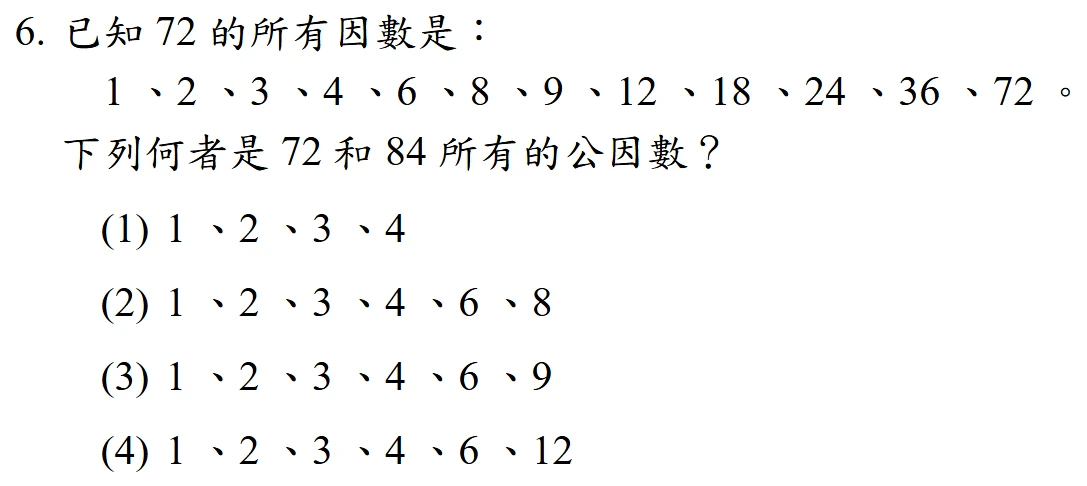 6. 已知 72 的所有因數是：
1、2、3、4、6、8、9、12、18、24、36、72。
下列何者是 72 和 84 所有的公因數？
(1) 1、2、3、4
(2) 1、2、3、4、6、8
(3) 1、2、3、4、6、9
(4) 1、2、3、4、6、12